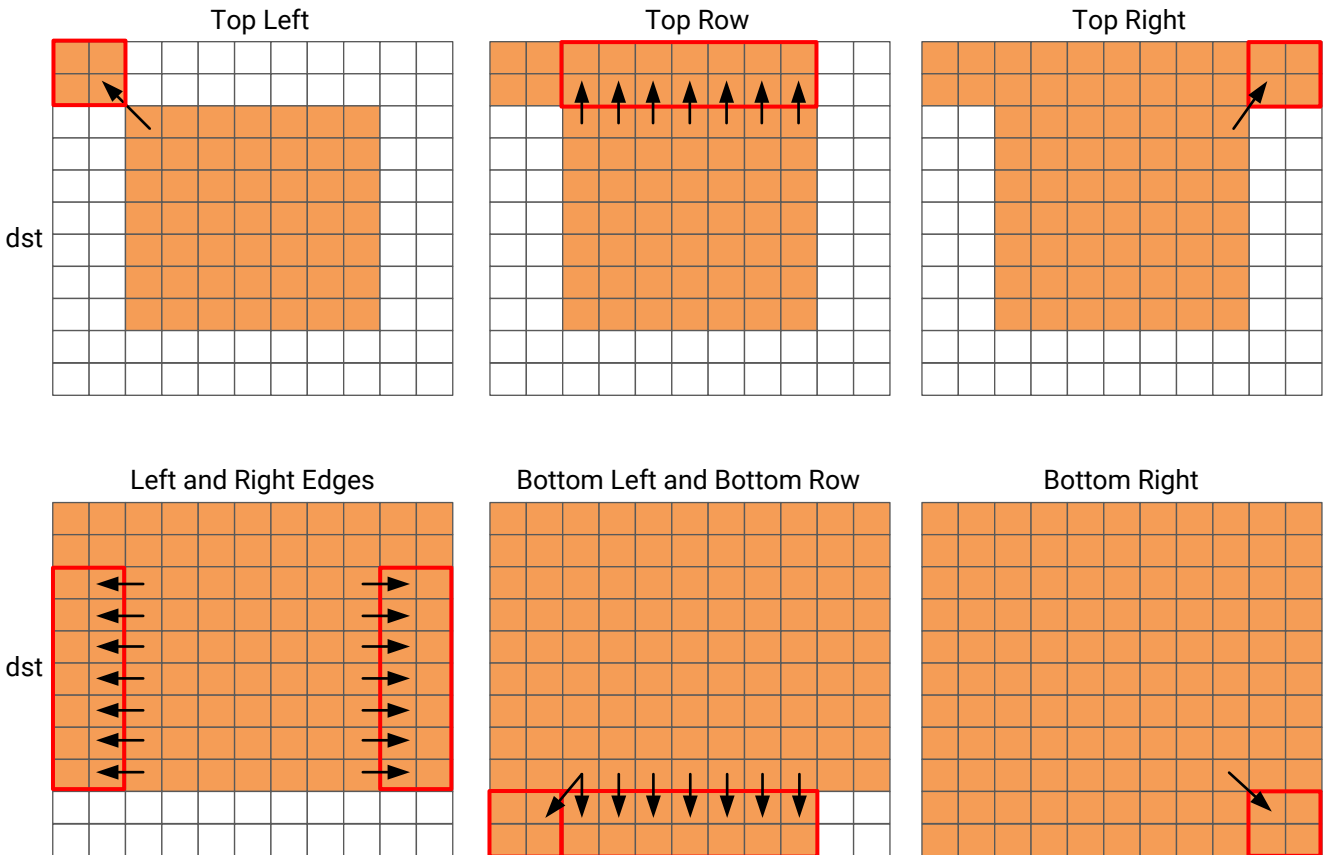 Top Left
Top Row
Top Right
dst
Left and Right Edges
Bottom Left and Bottom Row
Bottom Right
dst